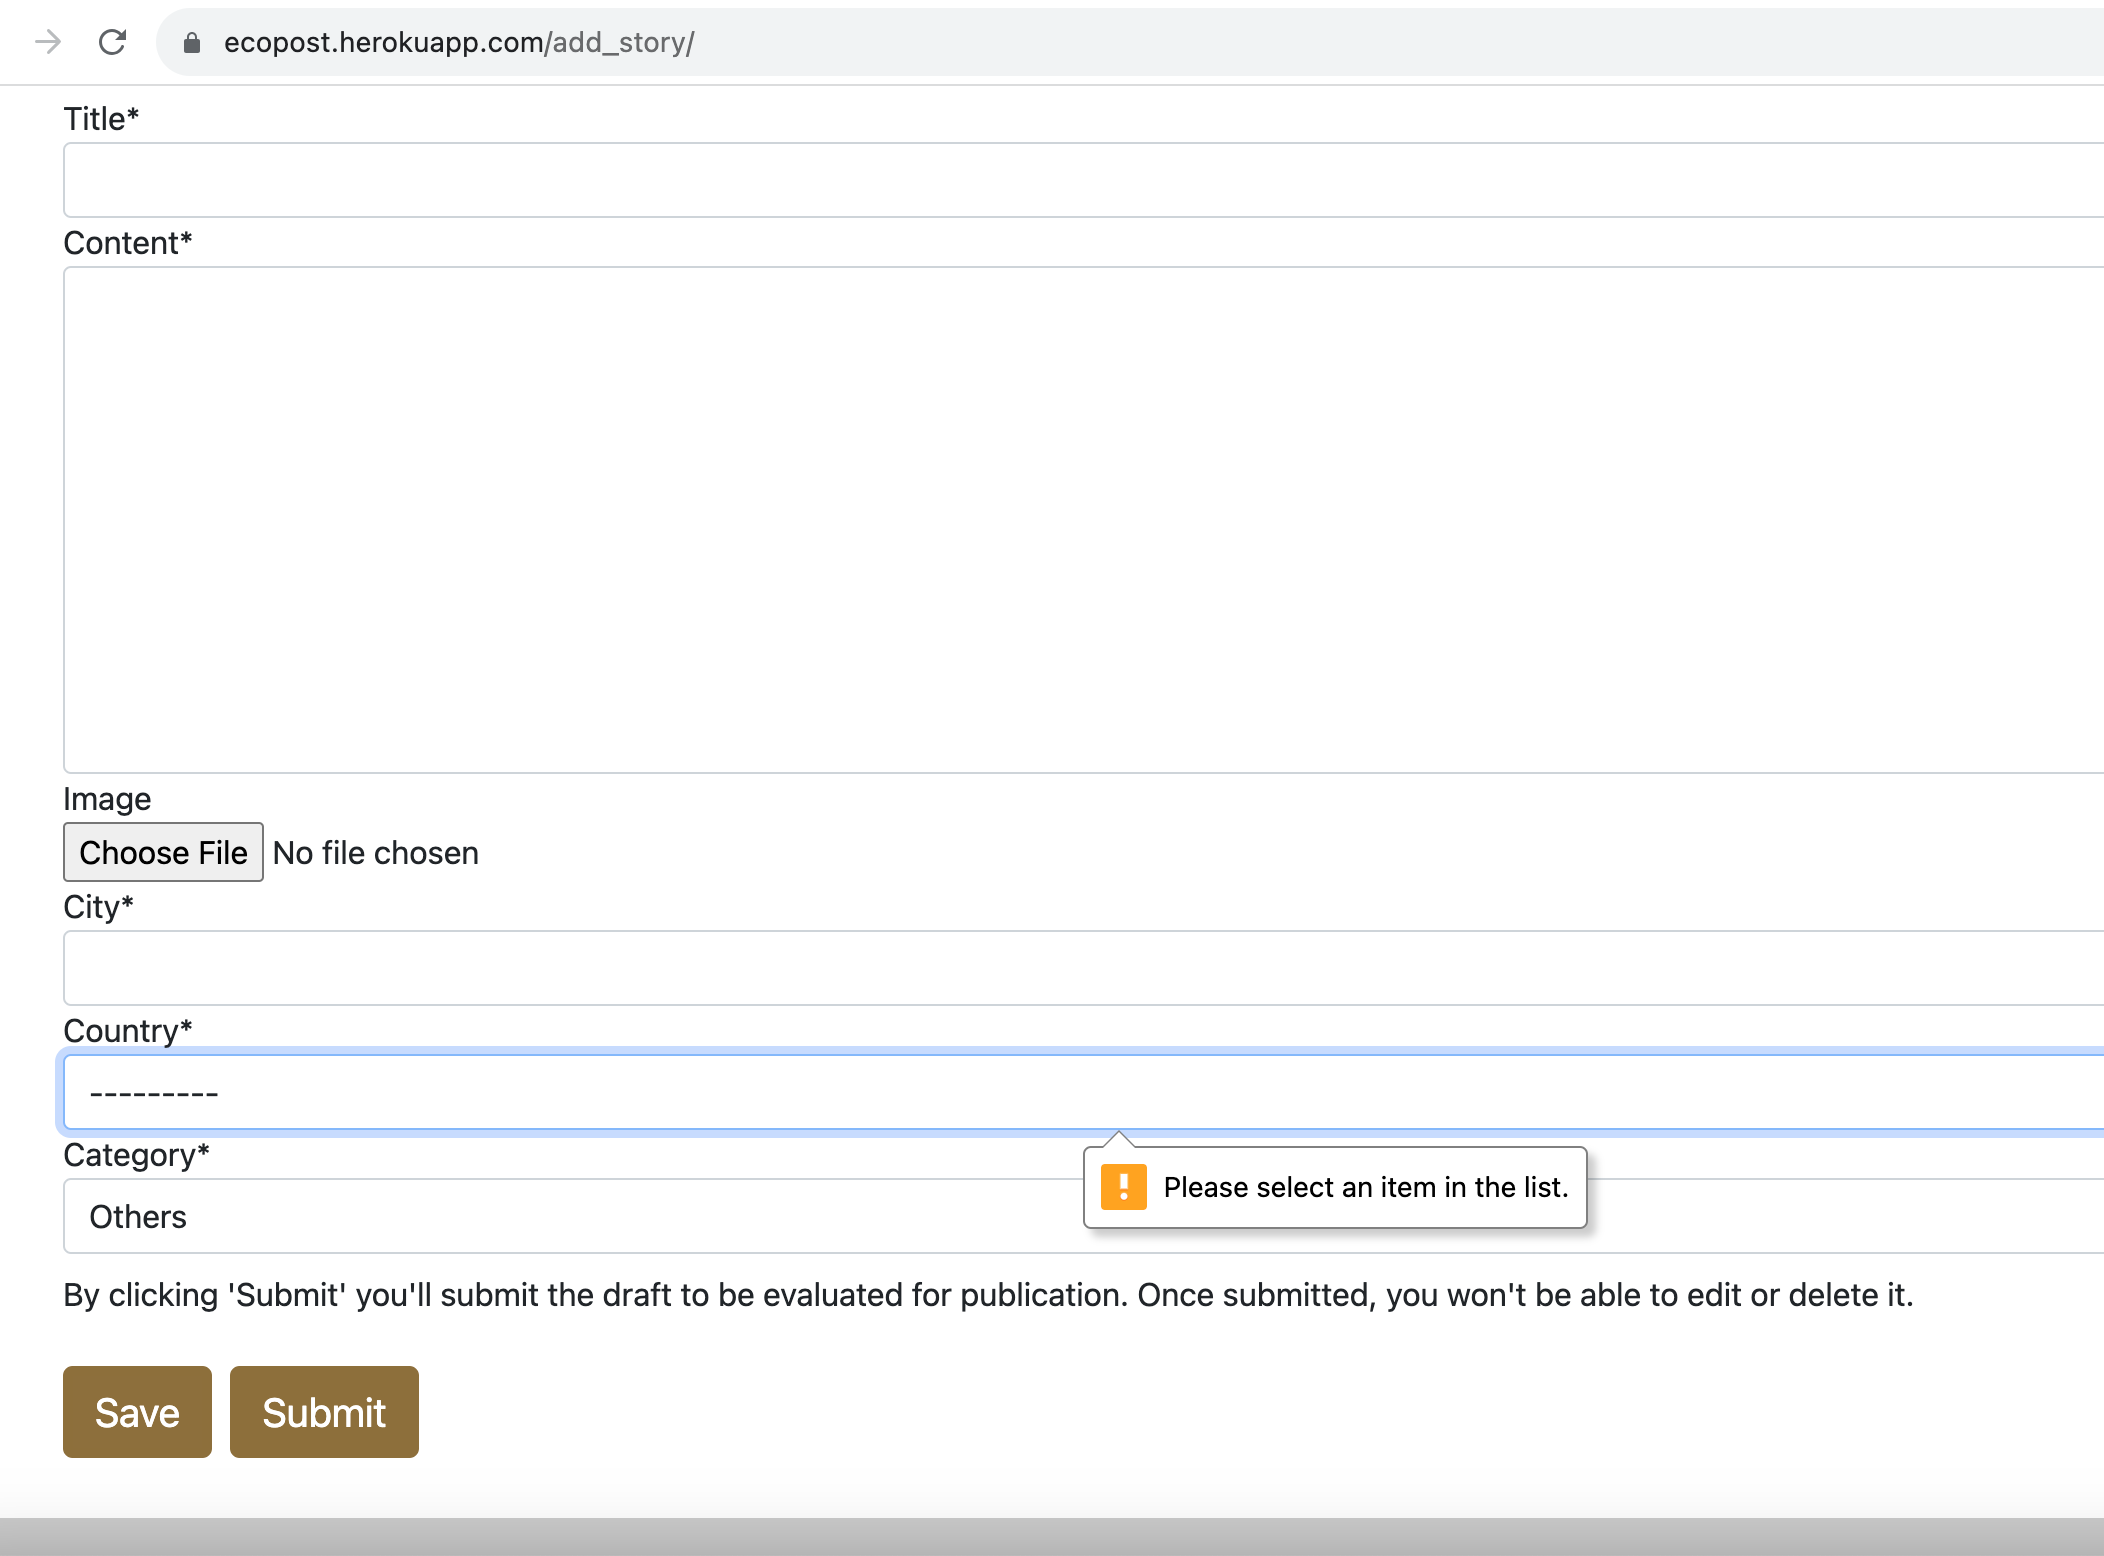 ecopost.herokuapp.com/add_story/
Title*
Content*
Image
Choose File No file chosen
City*
Country*
---------
Category*
Please select an item in the list.
Others
By clicking 'Submit' you'll submit the draft to be evaluated for publication. Once submitted, you won't be able to edit or delete it.
Save Submit